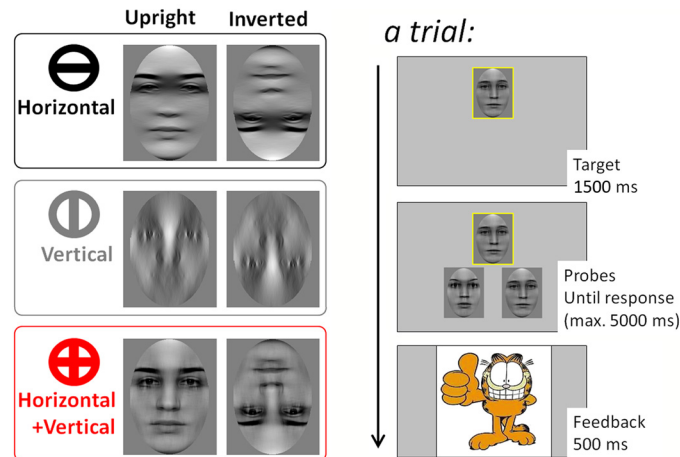 Upright
Inverted
Horizontal
Vertical
Horizontal
+Vertical
a trial:
Target
1500 ms
Probes
Until response
(max. 5000 ms)
Feedback
500 ms